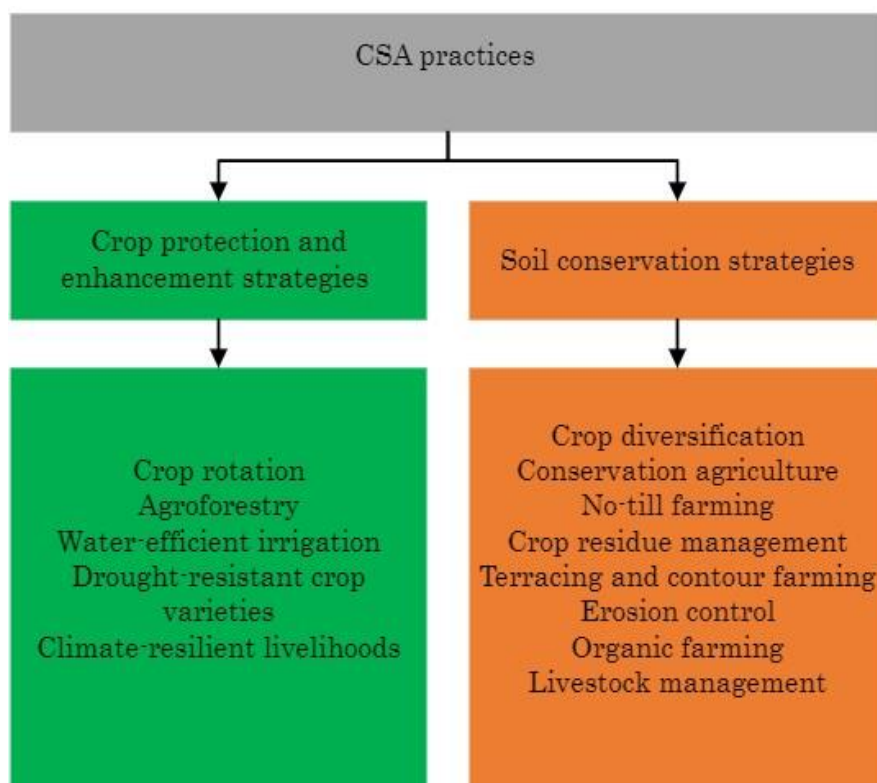 CSA practices
Crop protection and
enhancement strategies
Soil conservation strategies
Crop rotation
Agroforestry
Water-efficient irrigation
Drought-resistant crop
varieties
Climate-resilient livelihoods
Crop diversification
Conservation agriculture
No-till farming
Crop residue management
Terracing and contour farming
Erosion control
Organic farming
Livestock management